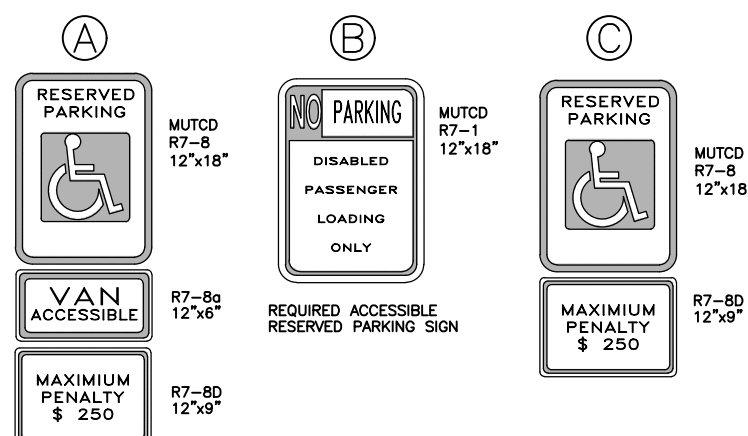 A
RESERVED
PARKING
MUTCD
R7-8
12"x18"
VAN
ACCESSIBLE
R7-8a
12"x6"
MAXIMIUM
PENALTY
$ 250
R7-8D
12"x9"
B
NO PARKING
DISABLED
PASSENGER
LOADING
ONLY
MUTCD
R7-1
12"x18"
REQUIRED ACCESSIBLE
RESERVED PARKING SIGN
C
RESERVED
PARKING
MUTCD
R7-8
12"x18
MAXIMIUM
PENALTY
$ 250
R7-8D
12"x9"